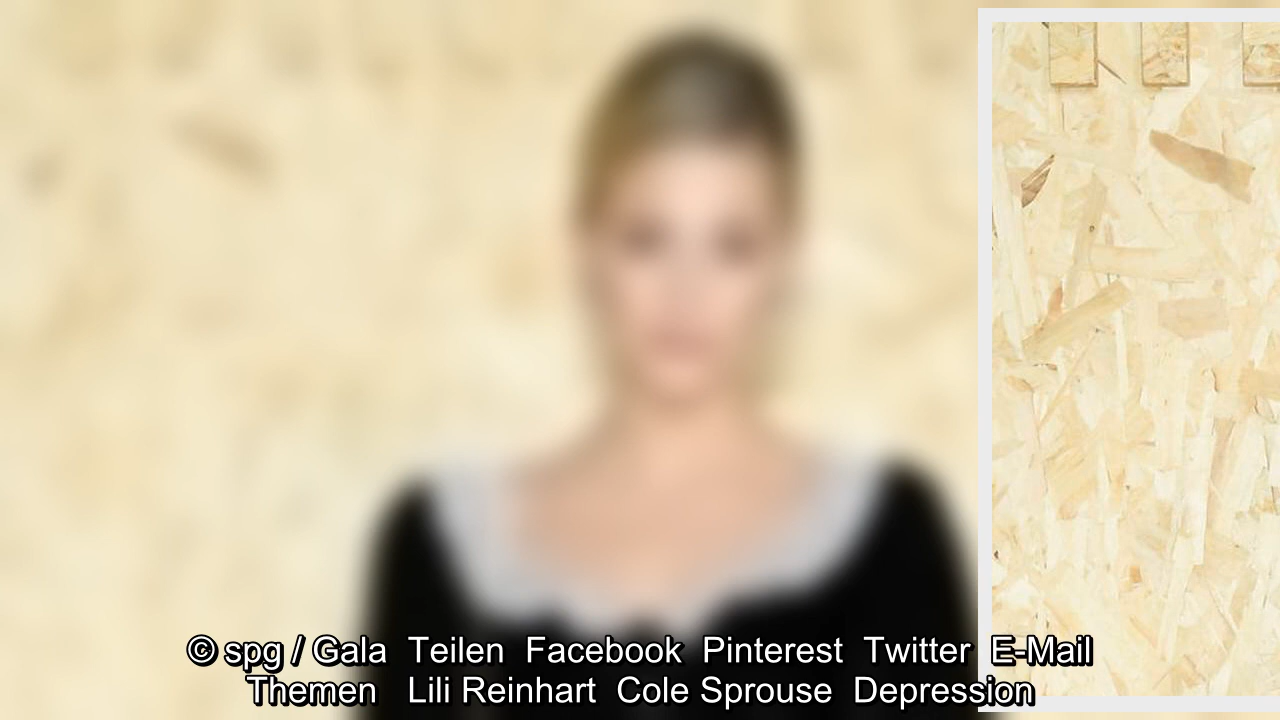 © spg / Gala  Teilen  Facebook  Pinterest  Twitter  E-Mail
Themen   Lili Reinhart  Cole Sprouse  Depression